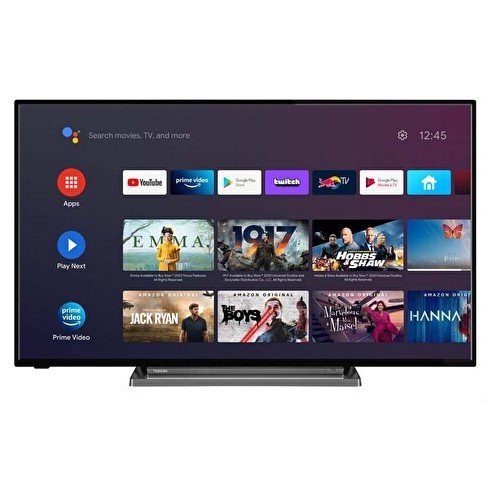 Search movies, TV, and more
12:45
Apps
YouTube
prime video
Google Play
Store
twitch
Red Bull
TV
Google Play
Movies & TV
Play Next
EMMA.
1917
HOBBS
& SHAW
prime
video
Prime Video
AMAZON ORIGINAL
JACK RYAN
AMAZON ORIGINAL
THE
BOYS
AMAZON ORIGINAL
the Marvelous
Mrs. Maisel
AMAZON ORIGINAL
HANNA
TOSHIBA